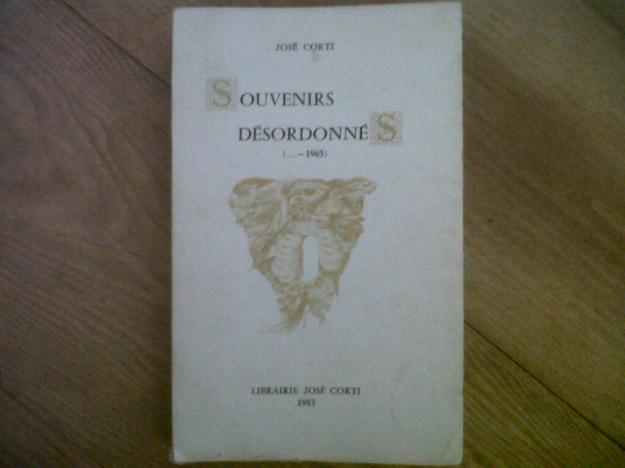 JOSÉ CORTI
SOUVENIRS
DÉSORDONNÉS
(...–1965)
LIBRAIRIE JOSÉ CORTI
1983